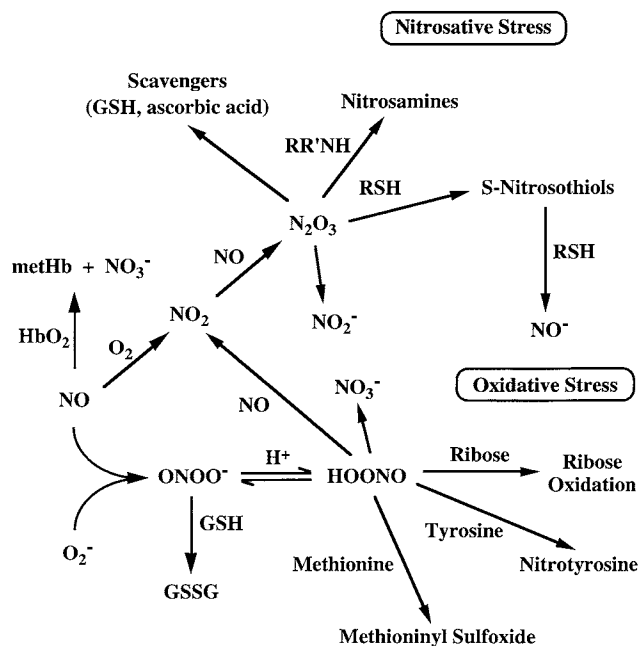 Nitrosative Stress
Scavengers
(GSH, ascorbic acid)
Nitrosamines
RR'NH
RSH
S-Nitrosothiols
N₂O₃
NO
RSH
metHb + NO₃⁻
NO₂
NO₂⁻
NO⁻
HbO₂
O₂
Oxidative Stress
NO
NO
NO₃⁻
ONOO⁻
H⁺
HOONO
Ribose
Ribose
Oxidation
GSH
Tyrosine
O₂⁻
Methionine
Nitrotyrosine
GSSG
Methioninyl Sulfoxide